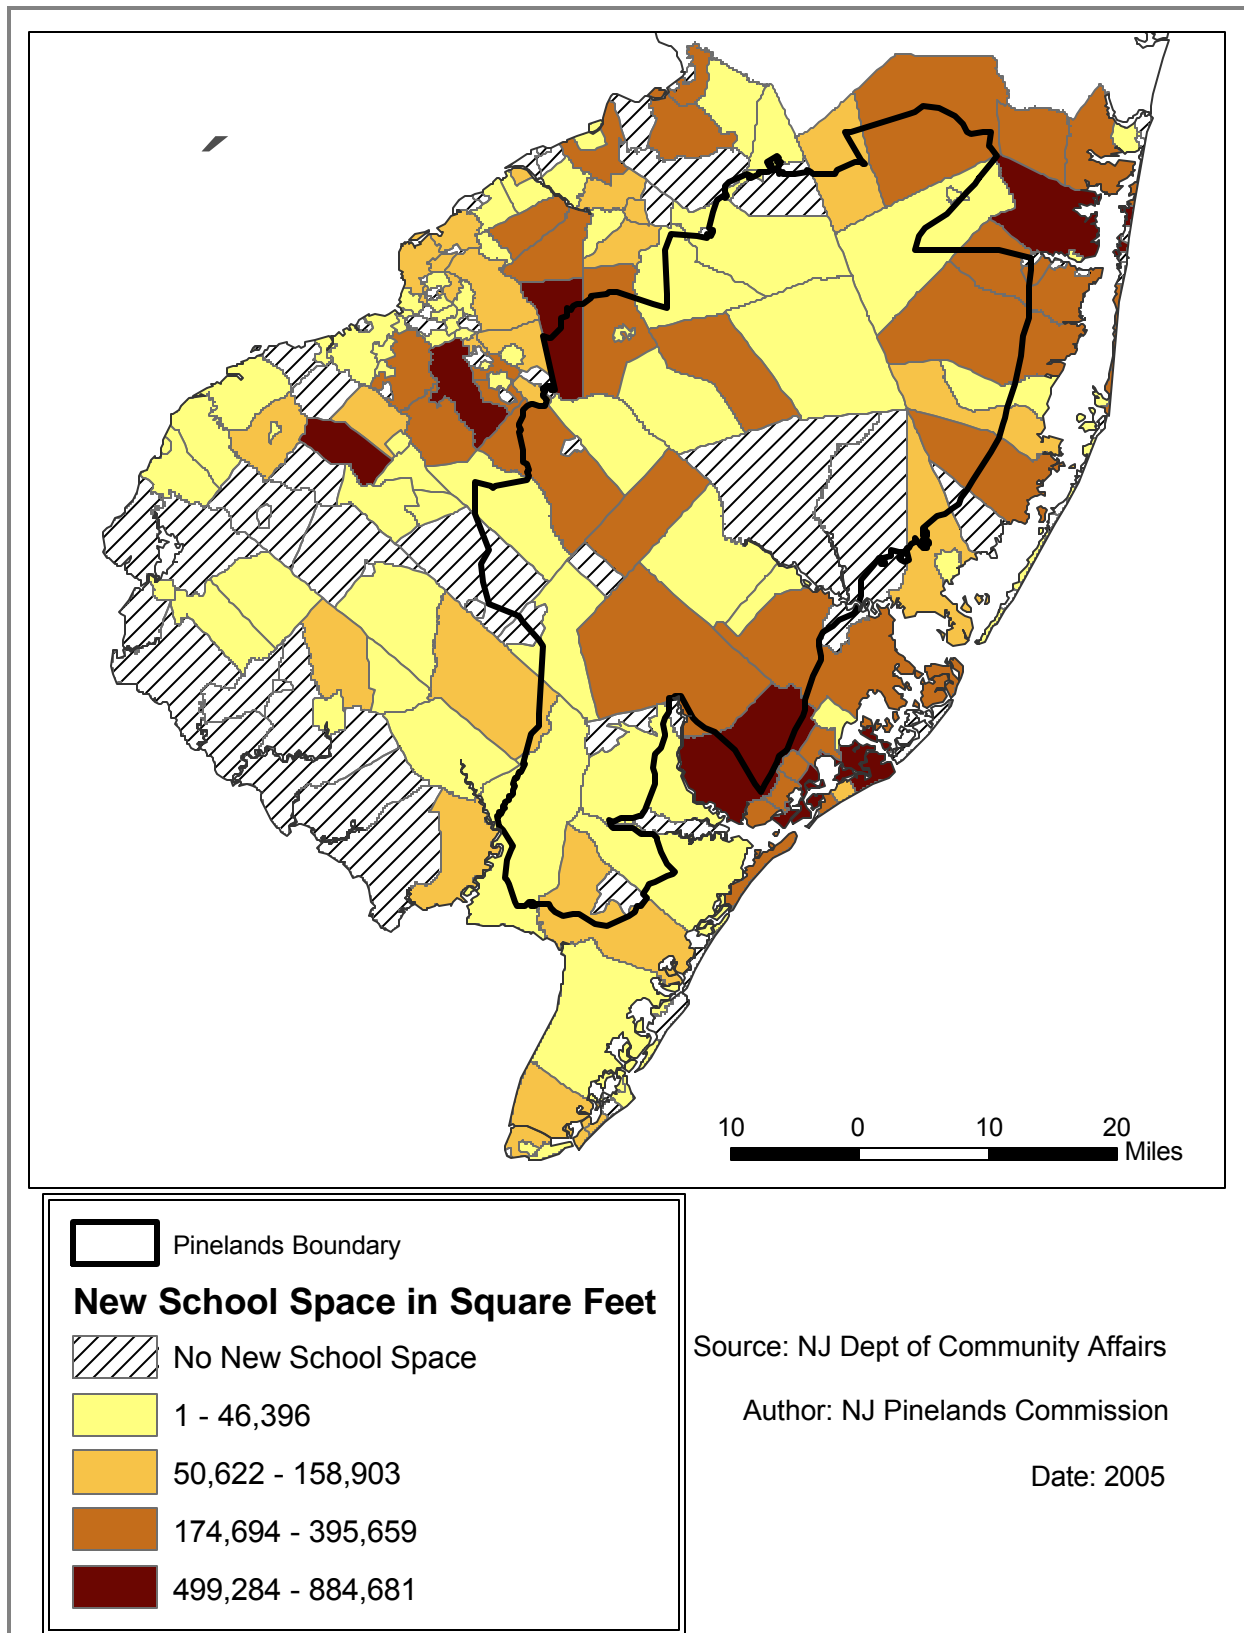 10 0 10 20
Miles
Pinelands Boundary
New School Space in Square Feet
No New School Space
1 - 46,396
50,622 - 158,903
174,694 - 395,659
499,284 - 884,681
Source: NJ Dept of Community Affairs
Author: NJ Pinelands Commission
Date: 2005